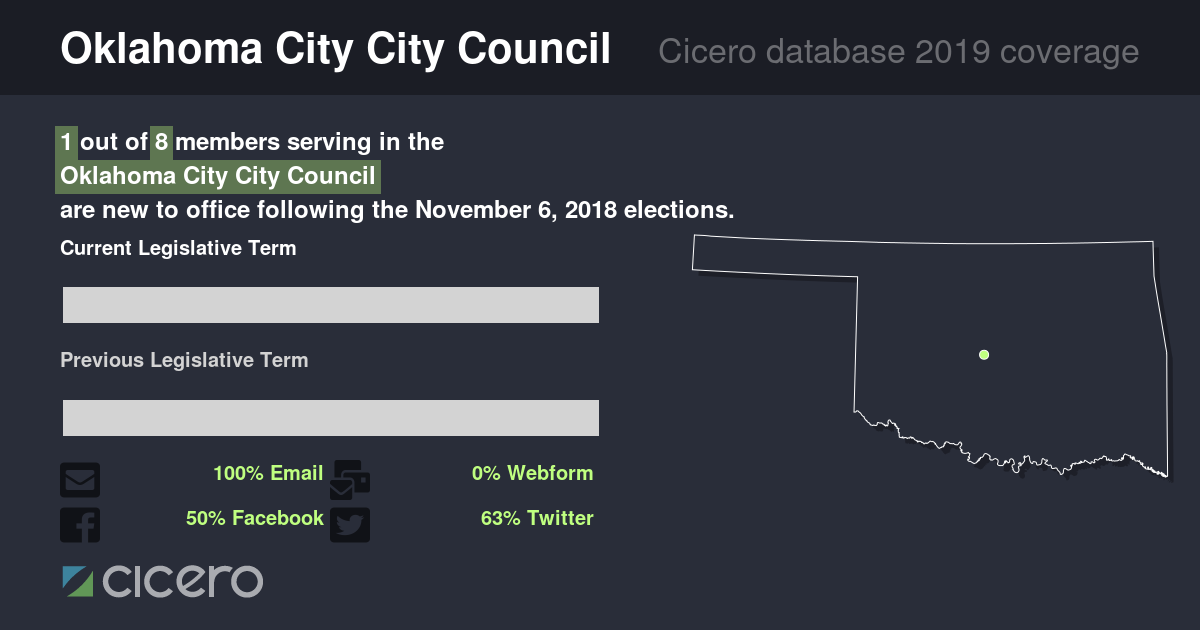 Oklahoma City City Council
Cicero database 2019 coverage
1 out of 8 members serving in the
Oklahoma City City Council
are new to office following the November 6, 2018 elections.
Current Legislative Term
Previous Legislative Term
100% Email
0% Webform
50% Facebook
63% Twitter
cicero